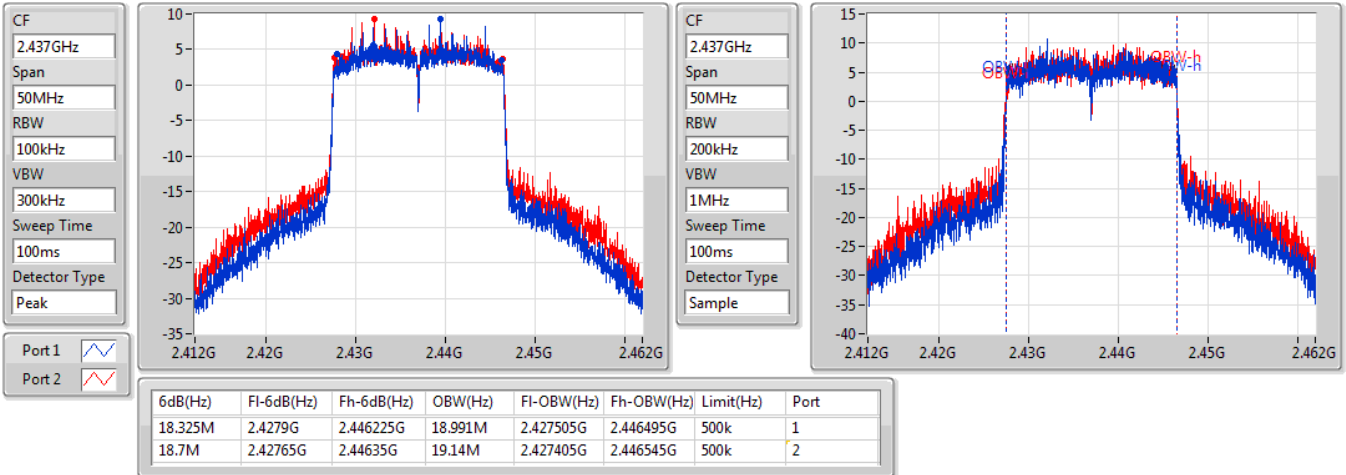 CF
2.437GHz
Span
50MHz
RBW
100kHz
VBW
300kHz
Sweep Time
100ms
Detector Type
Peak
Port 1
Port 2
10
5
0
-5
-10
-15
-20
-25
-30
-35
2.412G 2.42G 2.43G 2.44G 2.45G 2.462G
CF
2.437GHz
Span
50MHz
RBW
200kHz
VBW
1MHz
Sweep Time
100ms
Detector Type
Sample
15
10
5
0
-5
-10
-15
-20
-25
-30
-35
-40
OBW-h
2.412G 2.42G 2.43G 2.44G 2.45G 2.462G
6dB(Hz) Fl-6dB(Hz) Fh-6dB(Hz) OBW(Hz) Fl-OBW(Hz) Fh-OBW(Hz) Limit(Hz) Port
18.325M 2.4279G 2.446225G 18.991M 2.427505G 2.446495G 500k 1
18.7M 2.42765G 2.44635G 19.14M 2.427405G 2.446545G 500k 2